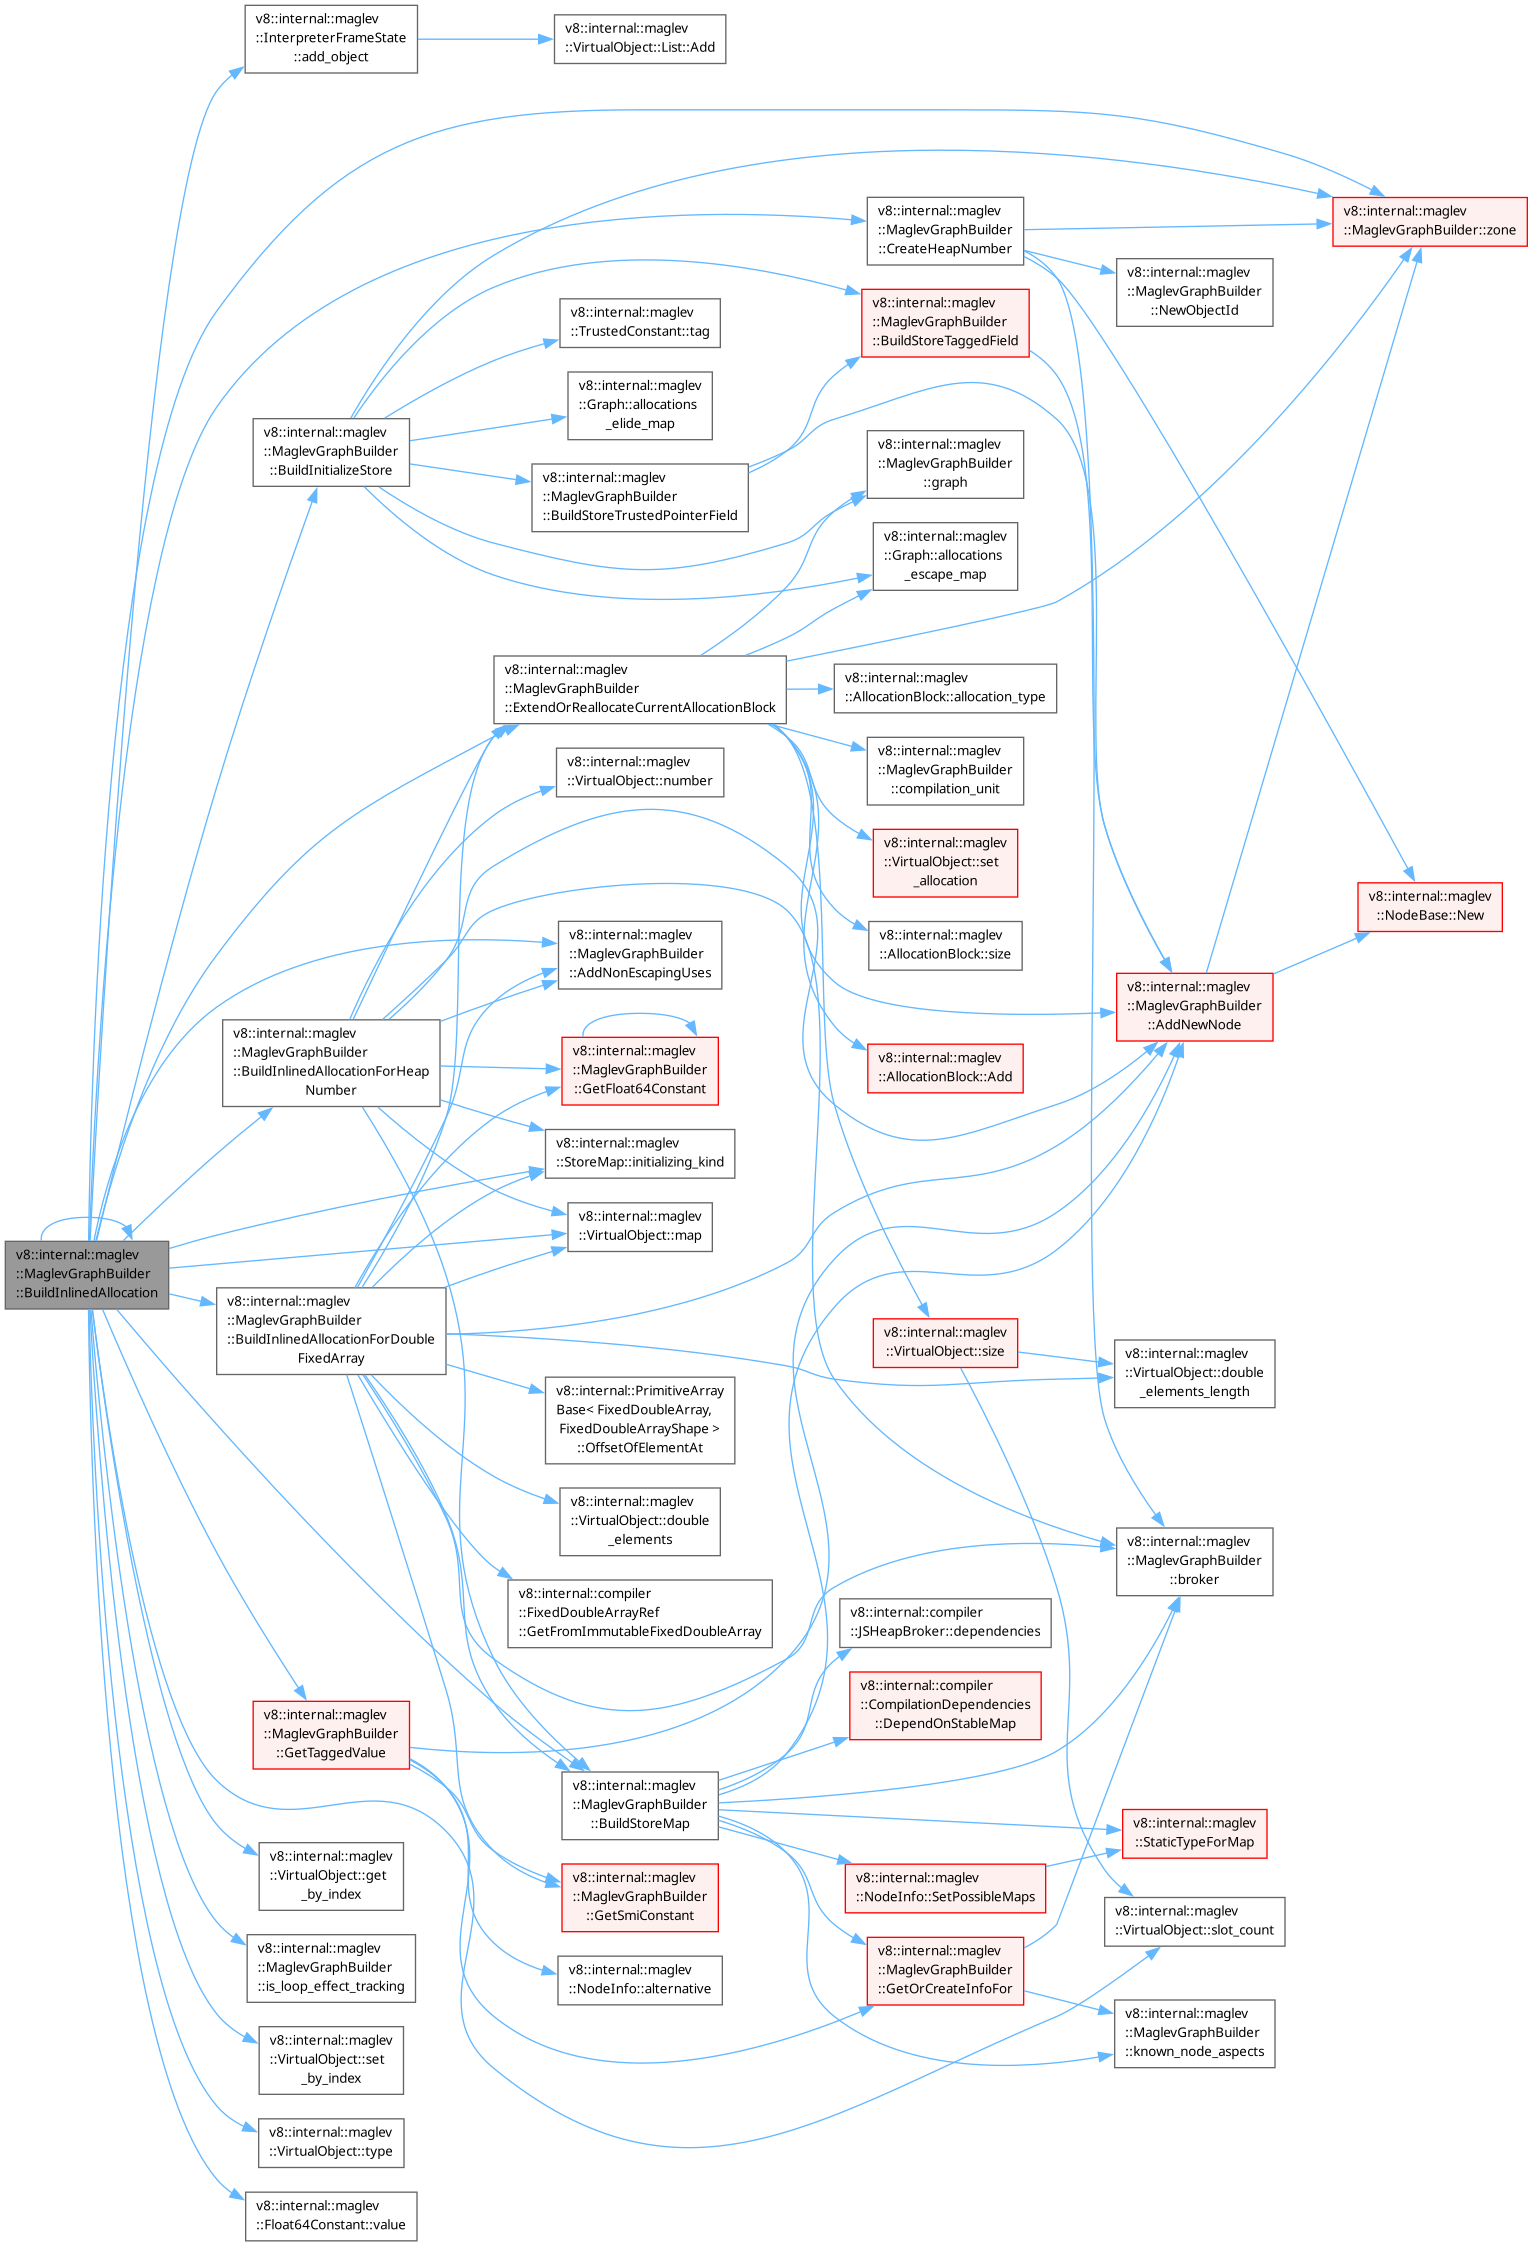 v8::internal::maglev
::InterpreterFrameState
::add_object
v8::internal::maglev
::VirtualObject::List::Add
v8::internal::maglev
::MaglevGraphBuilder::zone
v8::internal::maglev
::MaglevGraphBuilder
::CreateHeapNumber
v8::internal::maglev
::MaglevGraphBuilder
::NewObjectId
v8::internal::maglev
::TrustedConstant::tag
v8::internal::maglev
::MaglevGraphBuilder
::BuildStoreTaggedField
v8::internal::maglev
::Graph::allocations
_elide_map
v8::internal::maglev
::MaglevGraphBuilder
::BuildInitializeStore
v8::internal::maglev
::MaglevGraphBuilder
::BuildStoreTrustedPointerField
v8::internal::maglev
::MaglevGraphBuilder
::graph
v8::internal::maglev
::Graph::allocations
_escape_map
v8::internal::maglev
::MaglevGraphBuilder
::ExtendOrReallocateCurrentAllocationBlock
v8::internal::maglev
::AllocationBlock::allocation_type
v8::internal::maglev
::VirtualObject::number
v8::internal::maglev
::MaglevGraphBuilder
::compilation_unit
v8::internal::maglev
::VirtualObject::set
_allocation
v8::internal::maglev
::NodeBase::New
v8::internal::maglev
::MaglevGraphBuilder
::AddNonEscapingUses
v8::internal::maglev
::AllocationBlock::size
v8::internal::maglev
::MaglevGraphBuilder
::AddNewNode
v8::internal::maglev
::MaglevGraphBuilder
::BuildInlinedAllocationForHeap
Number
v8::internal::maglev
::MaglevGraphBuilder
::GetFloat64Constant
v8::internal::maglev
::AllocationBlock::Add
v8::internal::maglev
::StoreMap::initializing_kind
v8::internal::maglev
::VirtualObject::map
v8::internal::maglev
::MaglevGraphBuilder
::BuildInlinedAllocation
v8::internal::maglev
::MaglevGraphBuilder
::BuildInlinedAllocationForDouble
FixedArray
v8::internal::maglev
::VirtualObject::size
v8::internal::maglev
::VirtualObject::double
_elements_length
v8::internal::PrimitiveArray
Base< FixedDoubleArray,
FixedDoubleArrayShape >
::OffsetOfElementAt
v8::internal::maglev
::VirtualObject::double
_elements
v8::internal::maglev
::MaglevGraphBuilder
::broker
v8::internal::compiler
::FixedDoubleArrayRef
::GetFromImmutableFixedDoubleArray
v8::internal::compiler
::JSHeapBroker::dependencies
v8::internal::compiler
::CompilationDependencies
::DependOnStableMap
v8::internal::maglev
::MaglevGraphBuilder
::GetTaggedValue
v8::internal::maglev
::MaglevGraphBuilder
::BuildStoreMap
v8::internal::maglev
::StaticTypeForMap
v8::internal::maglev
::VirtualObject::get
_by_index
v8::internal::maglev
::MaglevGraphBuilder
::GetSmiConstant
v8::internal::maglev
::NodeInfo::SetPossibleMaps
v8::internal::maglev
::VirtualObject::slot_count
v8::internal::maglev
::MaglevGraphBuilder
::is_loop_effect_tracking
v8::internal::maglev
::NodeInfo::alternative
v8::internal::maglev
::MaglevGraphBuilder
::GetOrCreateInfoFor
v8::internal::maglev
::MaglevGraphBuilder
::known_node_aspects
v8::internal::maglev
::VirtualObject::set
_by_index
v8::internal::maglev
::VirtualObject::type
v8::internal::maglev
::Float64Constant::value